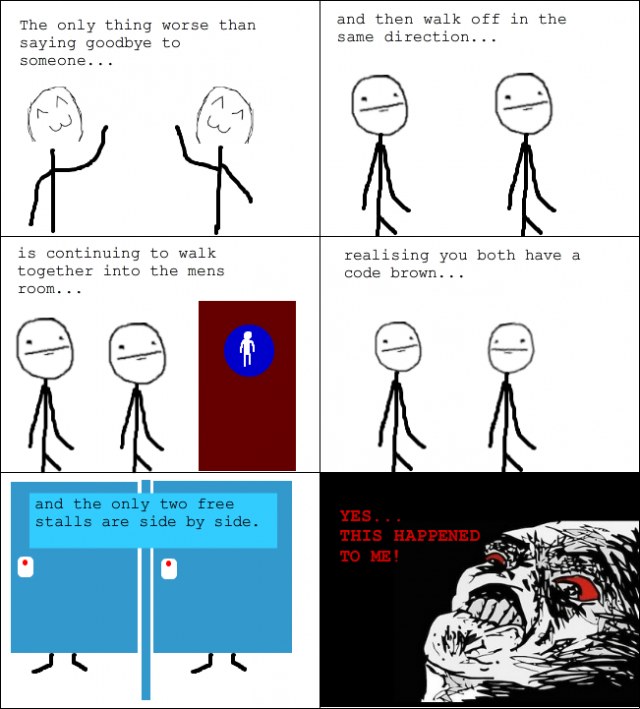 The only thing worse than
saying goodbye to
someone...
and then walk off in the
same direction...
is continuing to walk
together into the mens
room...
realising you both have a
code brown...
and the only two free
stalls are side by side.
YES...
THIS HAPPENED
TO ME!